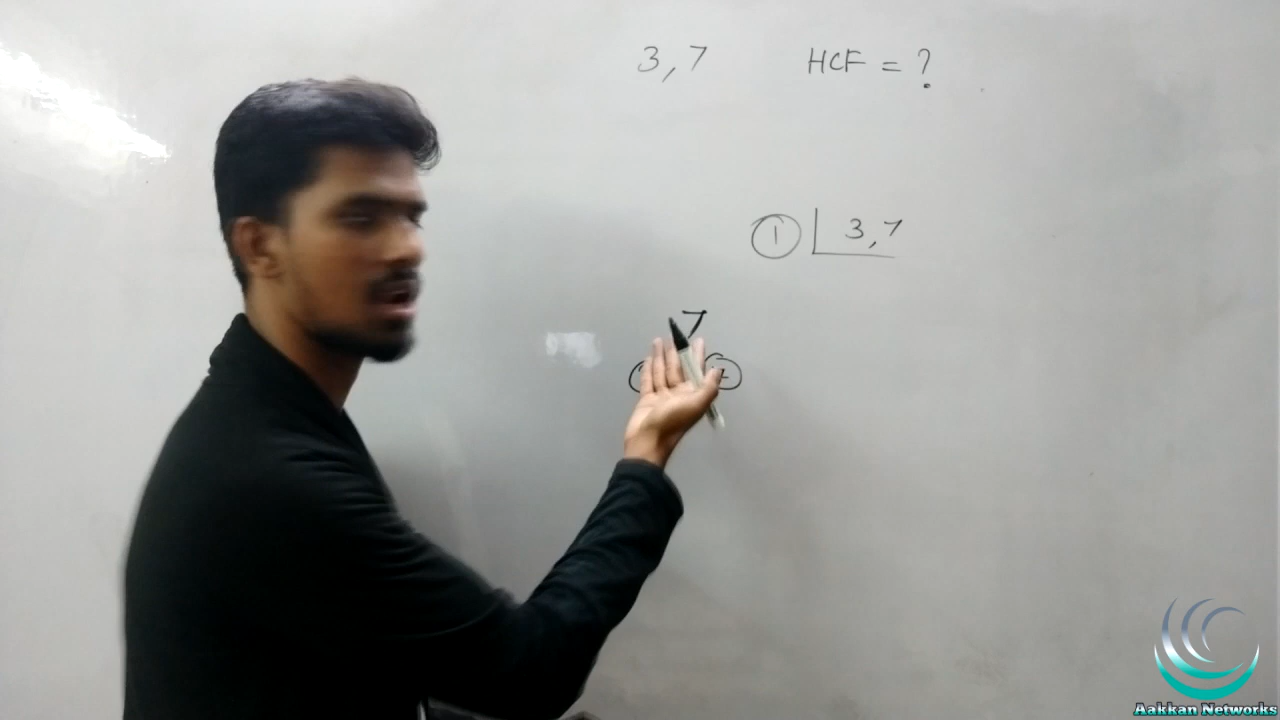 3,7 HCF = ?
1 3,7
7
Aakkan Networks